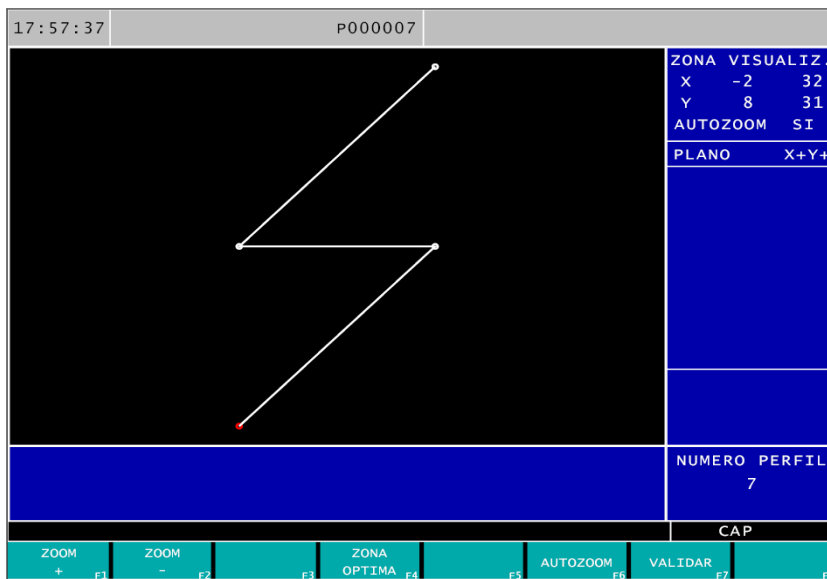 17:57:37 P000007
ZONA VISUALIZ.
X -2 32
Y 8 31
AUTOZOOM SI
PLANO X+Y+
NUMERO PERFIL
7
CAP
ZOOM + F1
ZOOM - F2
F3
ZONA OPTIMA F4
F5
AUTOZOOM F6
VALIDAR F7